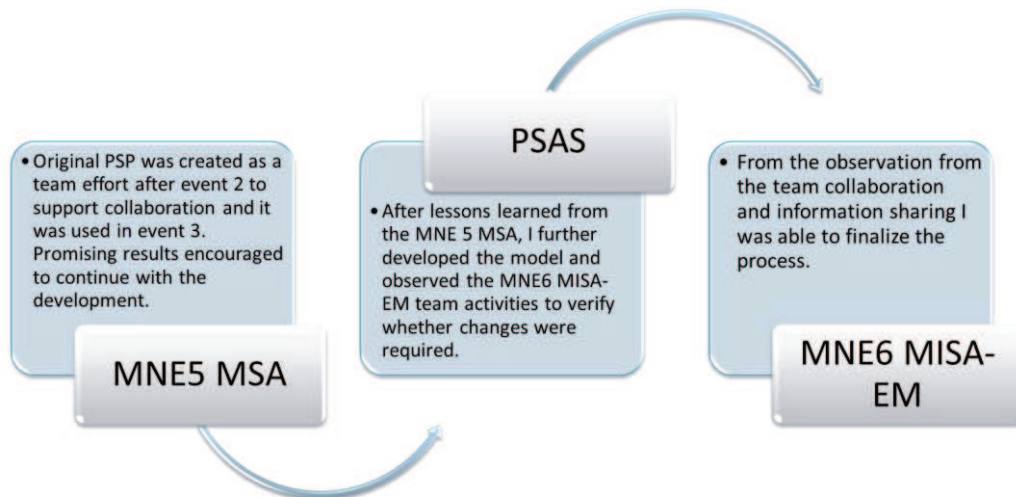 • Original PSP was created as a
team effort after event 2 to
support collaboration and it
was used in event 3.
Promising results encouraged
to continue with the
development.
MNE5 MSA
PSAS
• After lessons learned from
the MNE 5 MSA, I further
developed the model and
observed the MNE6 MISA-
EM team activities to verify
whether changes were
required.
• From the observation from
the team collaboration
and information sharing I
was able to finalize the
process.
MNE6 MISA-
EM